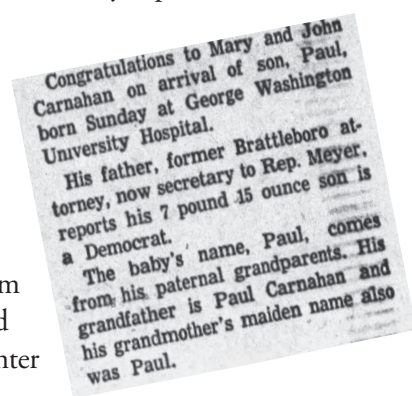 Congratulations to Mary and John
Carnahan on arrival of son, Paul,
born Sunday at George Washington
University Hospital.
His father, former Brattleboro at-
torney, now secretary to Rep. Meyer,
reports his 7 pound 15 ounce son is
a Democrat.
The baby's name, Paul, comes
from his paternal grandparents. His
grandfather is Paul Carnahan and
his grandmother's maiden name also
was Paul.